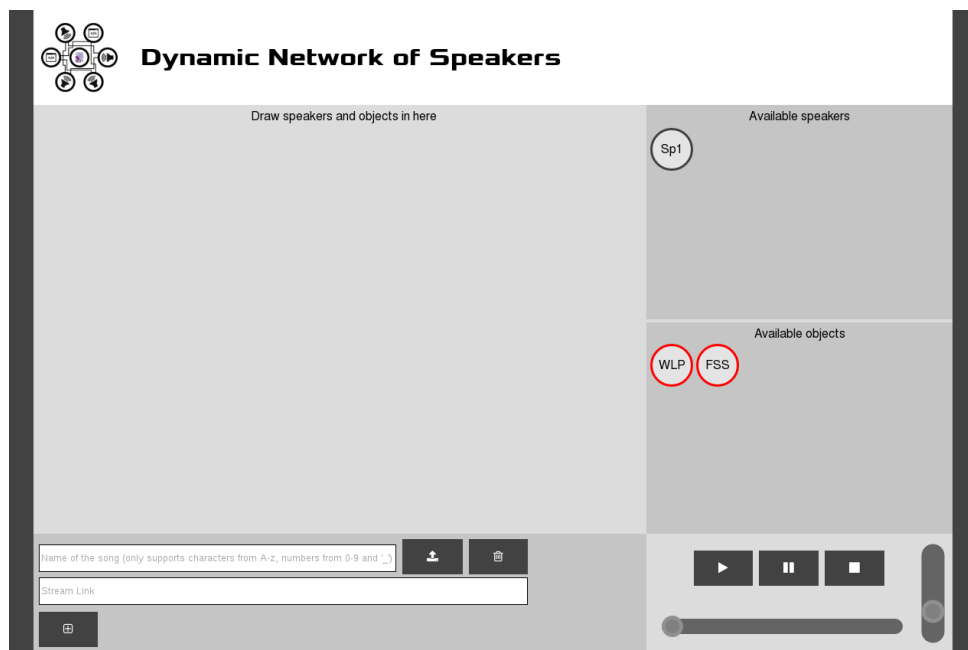 Dynamic Network of Speakers
Draw speakers and objects in here
Available speakers
Sp1
Available objects
WLP FSS
Name of the song (only supports characters from A-z, numbers from 0-9 and '_')
Stream Link